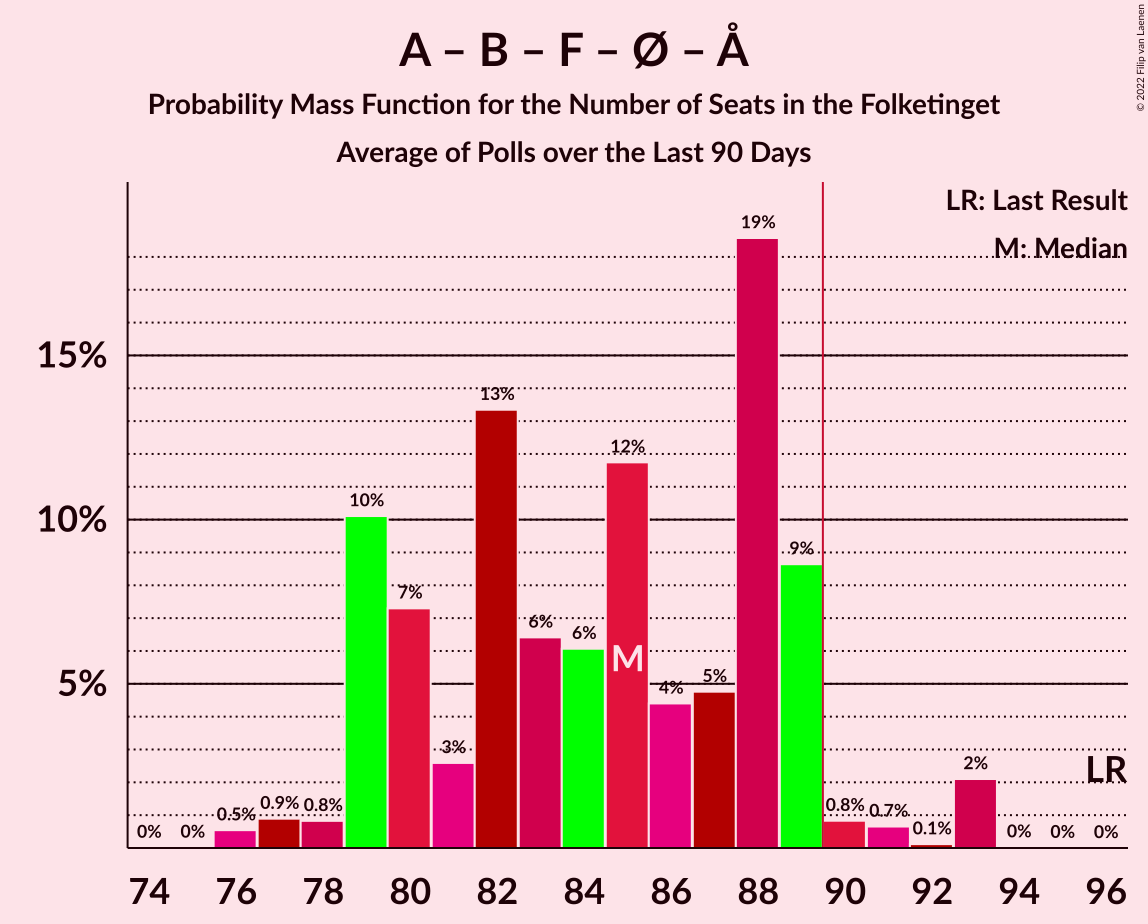 A – B – F – Ø – Å
Probability Mass Function for the Number of Seats in the Folketinget
Average of Polls over the Last 90 Days
© 2022 Filip van Laenen
LR: Last Result
M: Median
15%
10%
5%
0%
0%
0.5%
0.9%
0.8%
10%
7%
3%
13%
6%
6%
12%
4%
5%
19%
9%
0.8%
0.7%
0.1%
2%
0%
0%
0%
M
LR
74 76 78 80 82 84 86 88 90 92 94 96